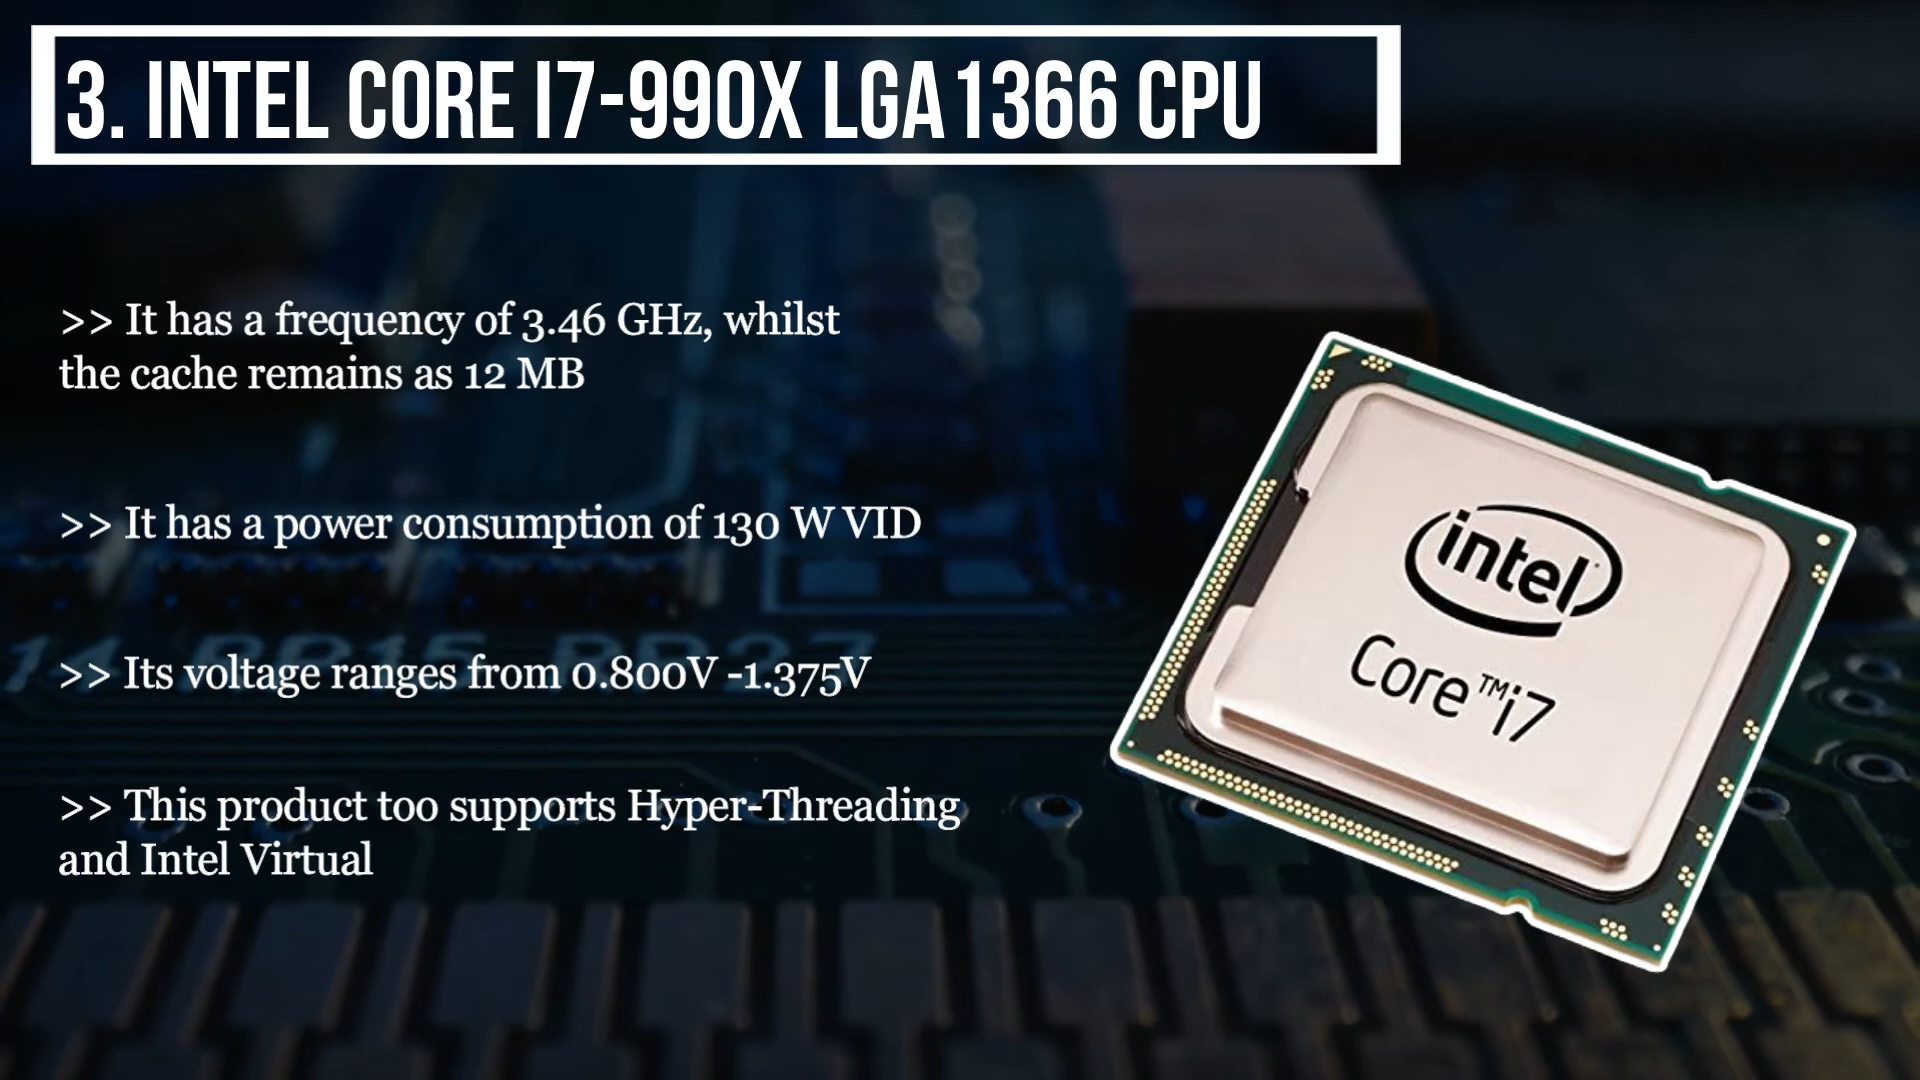 3. INTEL CORE I7-990X LGA1366 CPU
>> It has a frequency of 3.46 GHz, whilst
the cache remains as 12 MB
>> It has a power consumption of 130 W VID
>> Its voltage ranges from 0.800V -1.375V
>> This product too supports Hyper-Threading
and Intel Virtual
intel
Core™i7